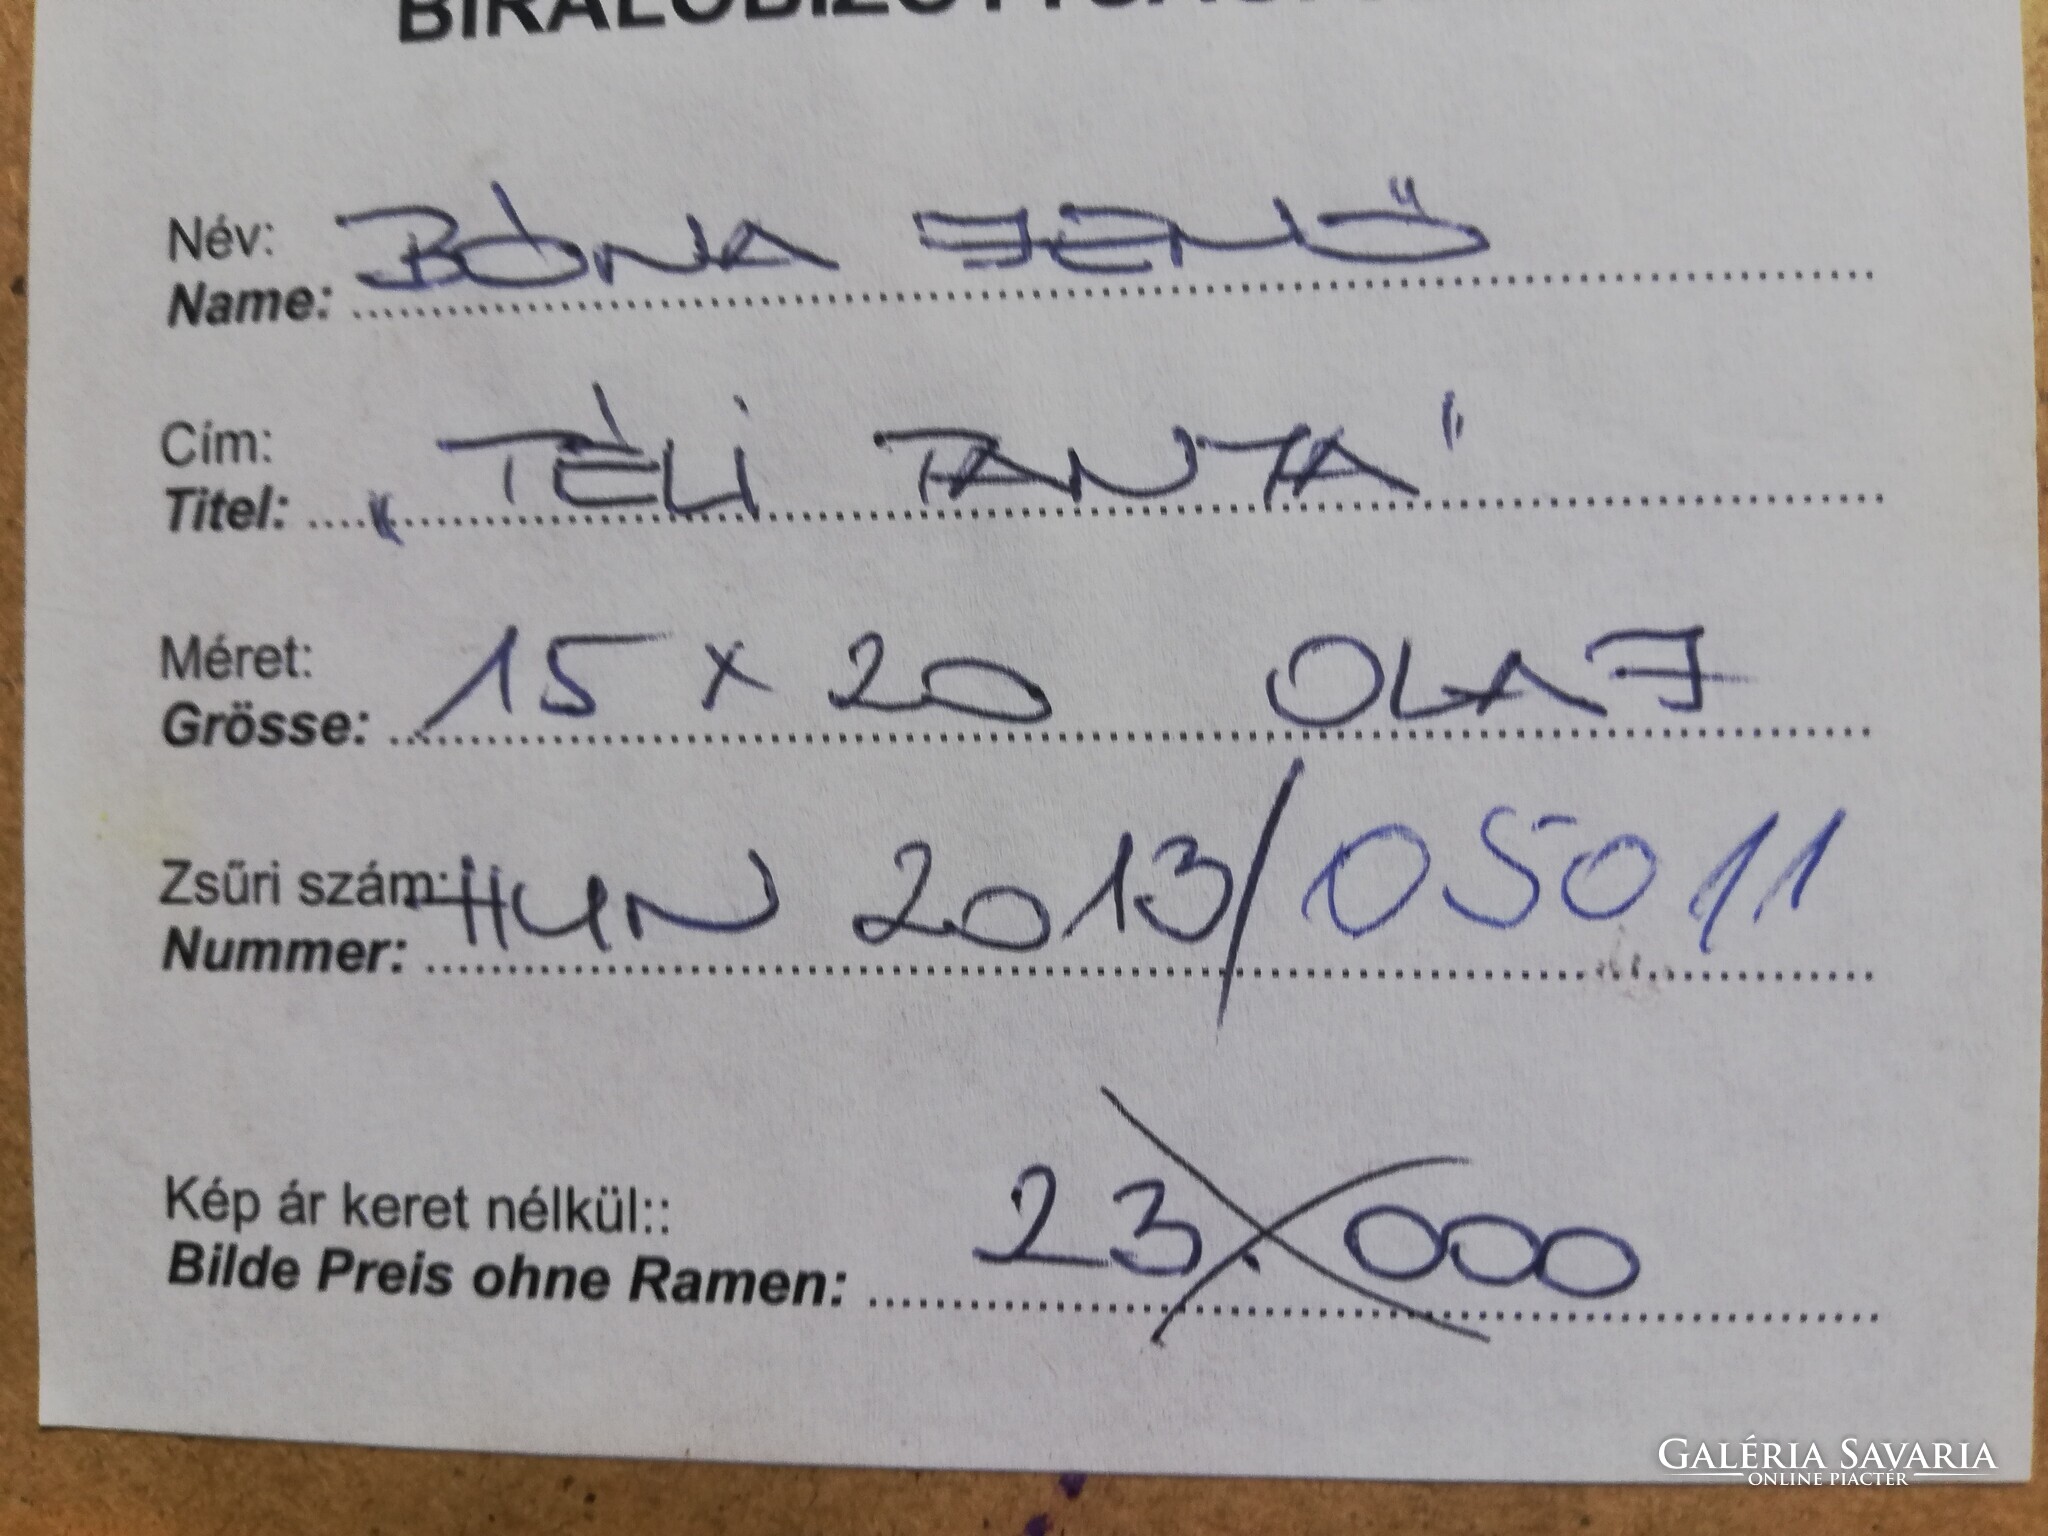 Név: BÓNA JENŐ
Name:
Cím: „TÉLI TANYA"
Titel:
Méret: 15 x 20 OLAJ
Grösse:
Zsűri szám: HUN 2013/05011
Nummer:
Kép ár keret nélkül:: 23.000
Bilde Preis ohne Ramen:
GALÉRIA SAVARIA
ONLINE PIACTÉR